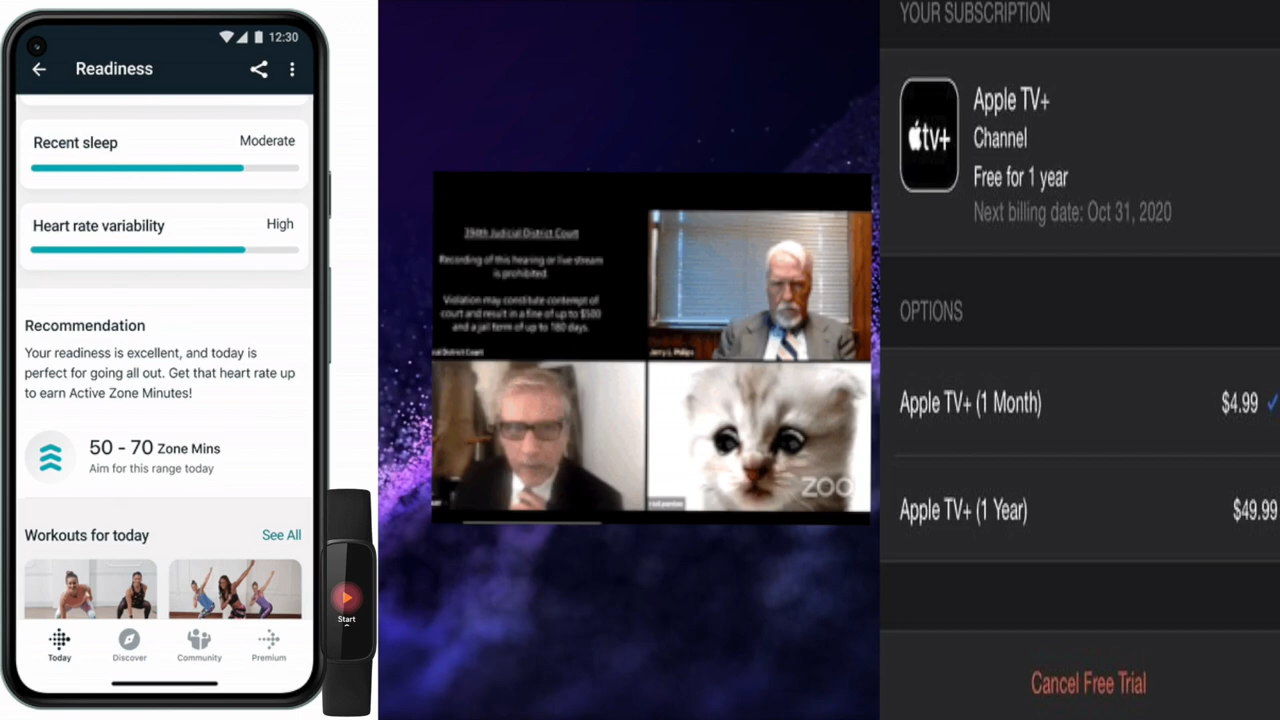 12:30
Readiness
Recent sleep
Moderate
Heart rate variability
High
Recommendation
Your readiness is excellent, and today is
perfect for going all out. Get that heart rate up
to earn Active Zone Minutes!
50 - 70 Zone Mins
Aim for this range today
Workouts for today
See All
Today
Discover
Community
Premium
Start
394th Judicial District Court
Recording of this hearing or live stream
is prohibited.
Violation may constitute contempt of
court and result in a fine of up to $500
and a jail term of up to 180 days.
District Court
Jerry L. Phillips
ZOO
YOUR SUBSCRIPTION
tv+
Apple TV+
Channel
Free for 1 year
Next billing date: Oct 31, 2020
OPTIONS
Apple TV+ (1 Month)
$4.99
Apple TV+ (1 Year)
$49.99
Cancel Free Trial